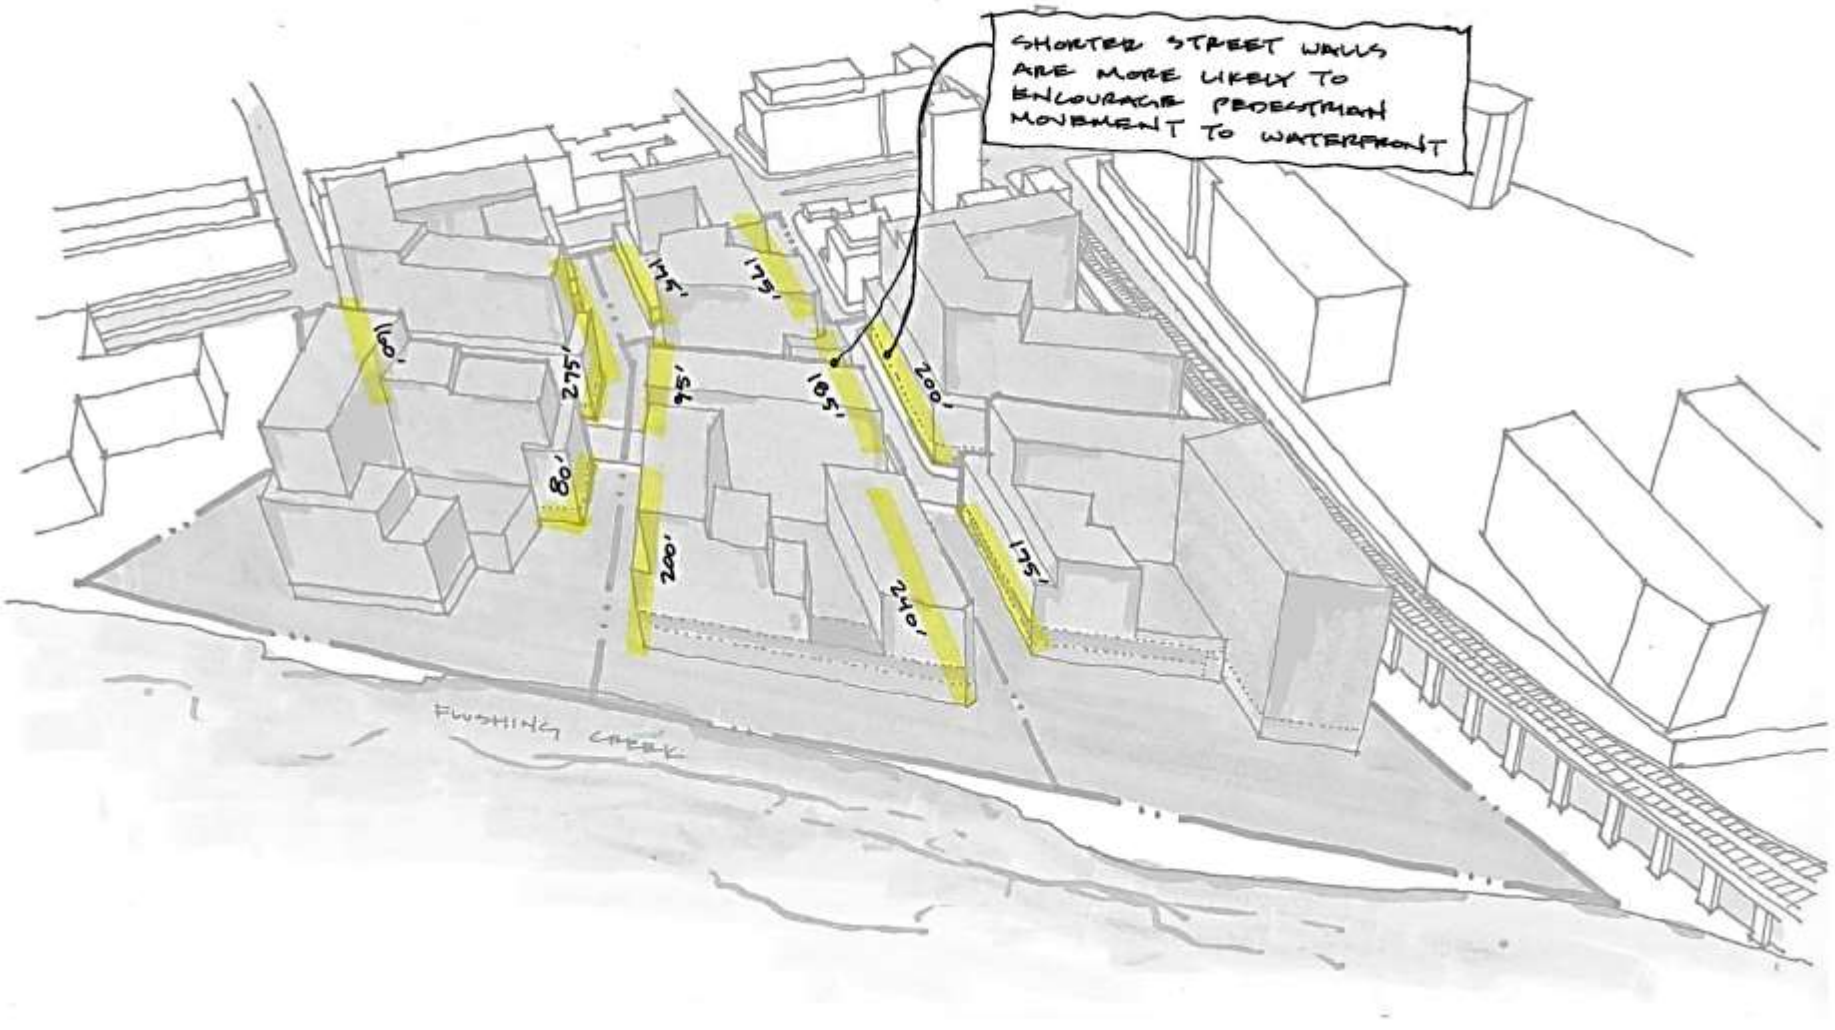 SHORTER STREET WALLS
ARE MORE LIKELY TO
ENCOURAGE PEDESTRIAN
MOVEMENT TO WATERFRONT
175'
175'
160'
275'
95'
185'
200'
80'
200'
240'
175'
FLUSHING CREEK